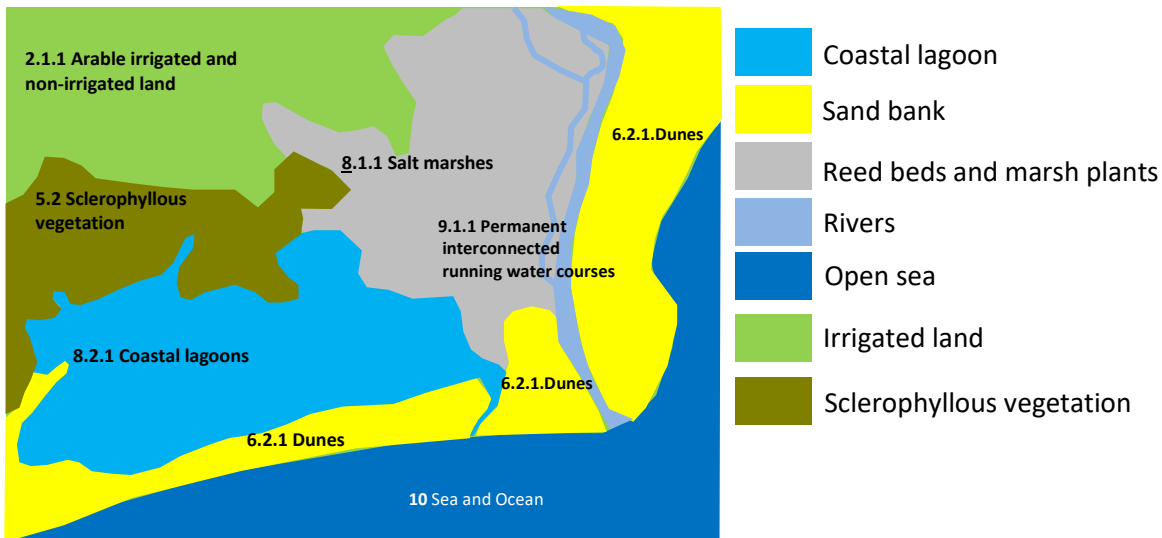 2.1.1 Arable irrigated and
non-irrigated land
6.2.1.Dunes
8.1.1 Salt marshes
5.2 Sclerophyllous
vegetation
9.1.1 Permanent
interconnected
running water courses
8.2.1 Coastal lagoons
6.2.1.Dunes
6.2.1 Dunes
10 Sea and Ocean
Coastal lagoon
Sand bank
Reed beds and marsh plants
Rivers
Open sea
Irrigated land
Sclerophyllous vegetation